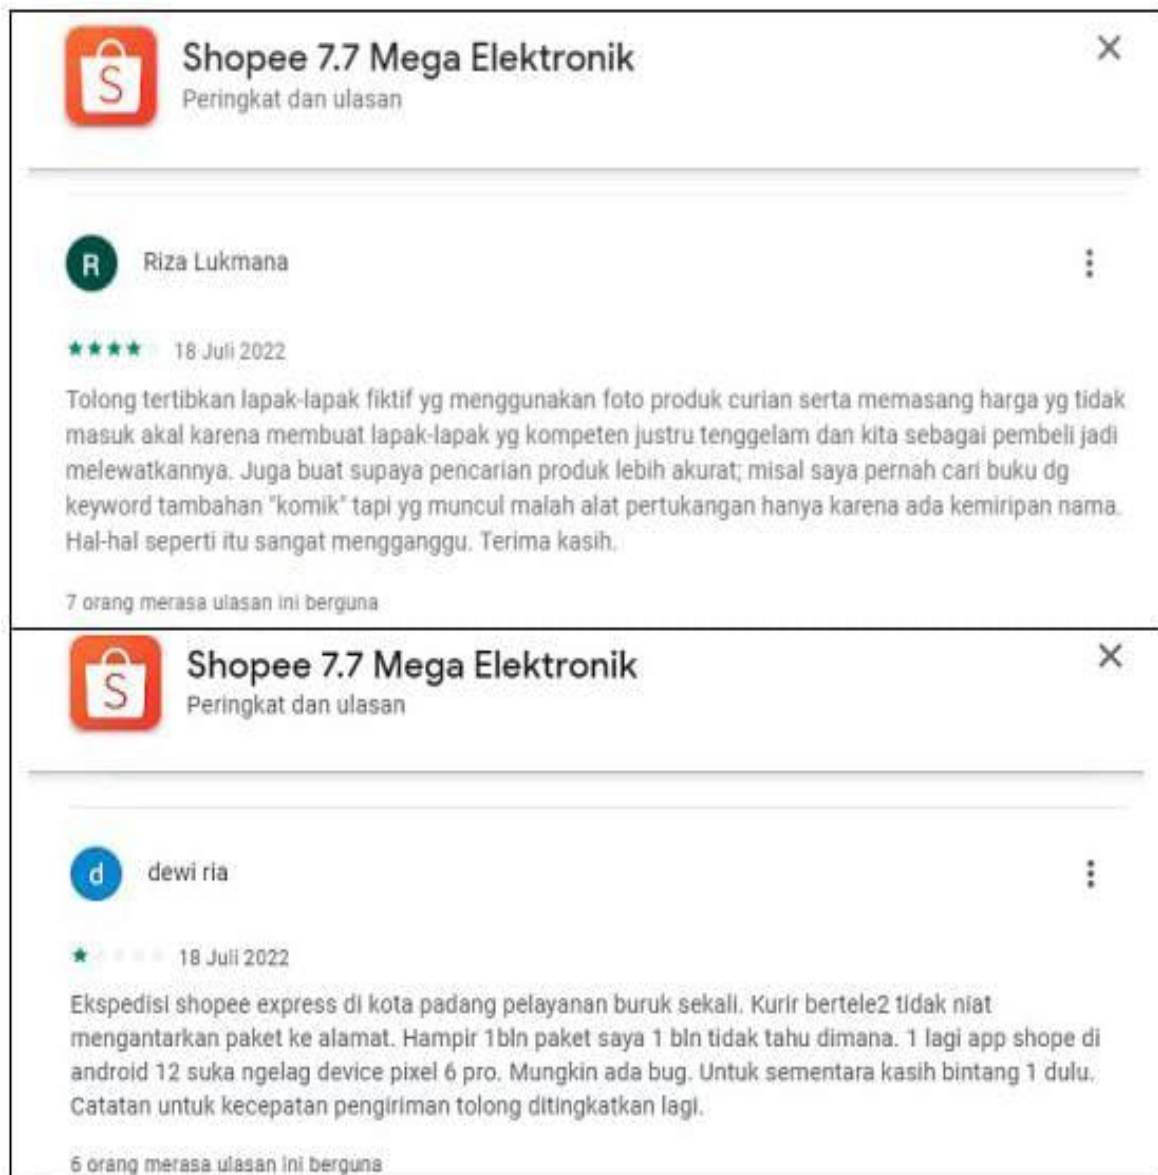 S
Shopee 7.7 Mega Elektronik
Peringkat dan ulasan
R
Riza Lukmana
18 Juli 2022
Tolong tertibkan lapak-lapak fiktif yg menggunakan foto produk curian serta memasang harga yg tidak
masuk akal karena membuat lapak-lapak yg kompeten justru tenggelam dan kita sebagai pembeli jadi
melewatkannya. Juga buat supaya pencarian produk lebih akurat; misal saya pernah cari buku dg
keyword tambahan "komik" tapi yg muncul malah alat pertukangan hanya karena ada kemiripan nama.
Hal-hal seperti itu sangat mengganggu. Terima kasih.
7 orang merasa ulasan ini berguna
S
Shopee 7.7 Mega Elektronik
Peringkat dan ulasan
d
dewi ria
18 Juli 2022
Ekspedisi shopee express di kota padang pelayanan buruk sekali. Kurir bertele2 tidak niat
mengantarkan paket ke alamat. Hampir 1bln paket saya 1 bln tidak tahu dimana. 1 lagi app shope di
android 12 suka ngelag device pixel 6 pro. Mungkin ada bug. Untuk sementara kasih bintang 1 dulu.
Catatan untuk kecepatan pengiriman tolong ditingkatkan lagi.
6 orang merasa ulasan ini berguna